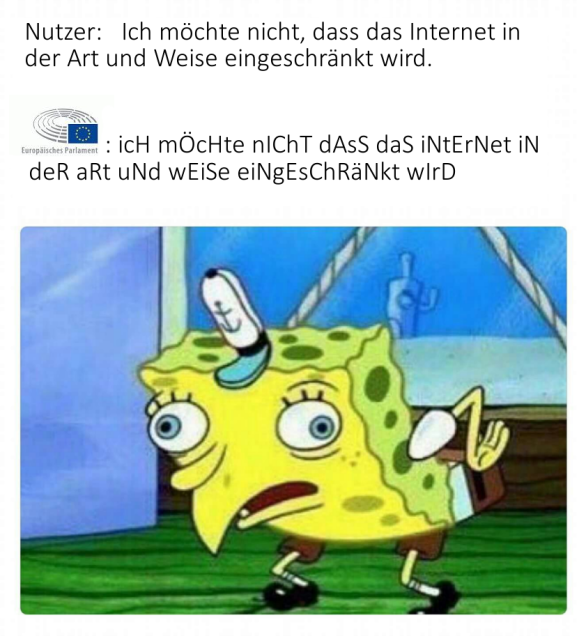 Nutzer: Ich möchte nicht, dass das Internet in
der Art und Weise eingeschränkt wird.
Europäisches Parlament : icH mÖcHte nIChT dAsS daS iNtErNet iN
deR aRt uNd wEiSe eiNgEsChRäNkt wIrD